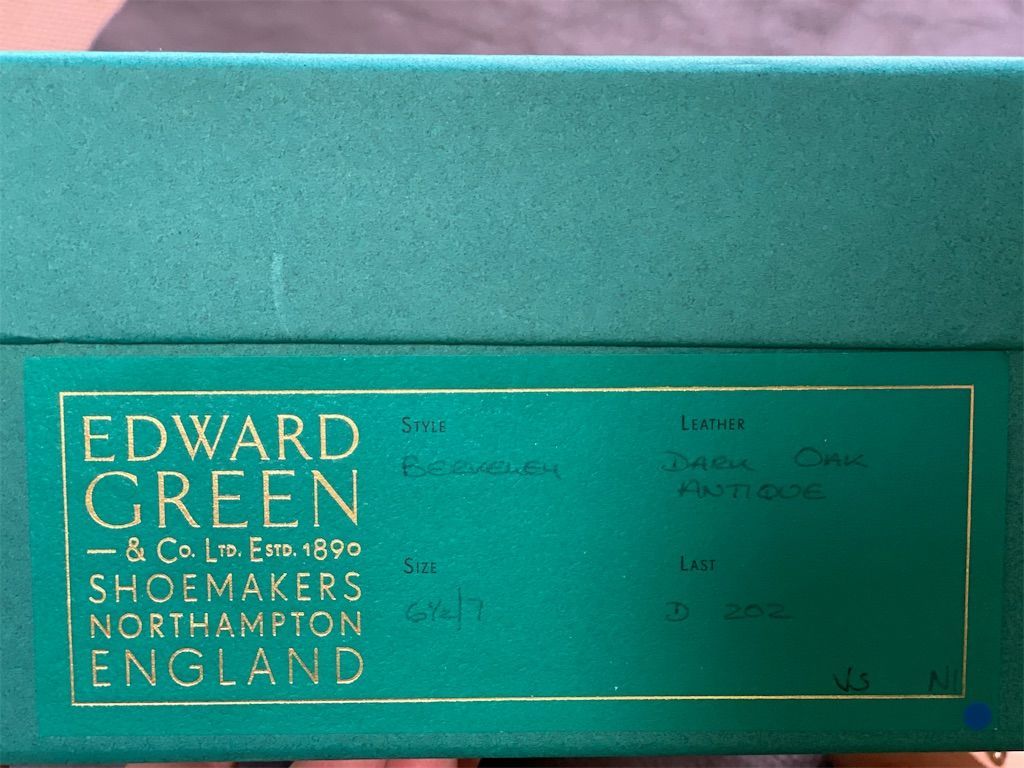 EDWARD
GREEN
— & Co. LTD. ESTD. 1890
SHOEMAKERS
NORTHAMPTON
ENGLAND
STYLE
BERKELEY
LEATHER
DARK OAK
ANTIQUE
SIZE
6½/7
LAST
D 202
VS